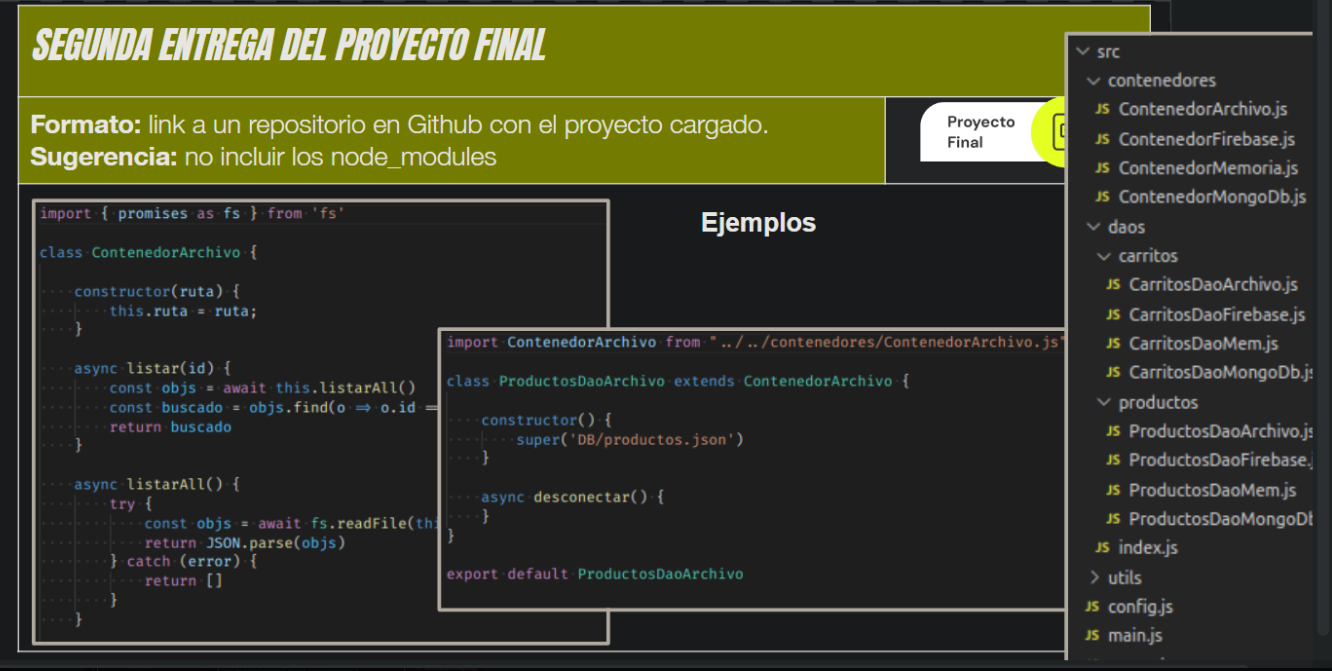 SEGUNDA ENTREGA DEL PROYECTO FINAL
Formato: link a un repositorio en Github con el proyecto cargado.
Sugerencia: no incluir los node_modules
Proyecto
Final
Ejemplos
import { promises as fs } from 'fs'
class ContenedorArchivo {
constructor(ruta) {
this.ruta = ruta;
}
async listar(id) {
const objs = await this.listarAll()
const buscado = objs.find(o => o.id ==
return buscado
}
async listarAll() {
try {
const objs = await fs.readFile(thi
return JSON.parse(objs)
} catch (error) {
return []
}
}
import ContenedorArchivo from "../../contenedores/ContenedorArchivo.js"
class ProductosDaoArchivo extends ContenedorArchivo {
constructor() {
super('DB/productos.json')
}
async desconectar() {
}
}
export default ProductosDaoArchivo
src
contenedores
JS ContenedorArchivo.js
JS ContenedorFirebase.js
JS ContenedorMemoria.js
JS ContenedorMongoDb.js
daos
carritos
JS CarritosDaoArchivo.js
JS CarritosDaoFirebase.js
JS CarritosDaoMem.js
JS CarritosDaoMongoDb.js
productos
JS ProductosDaoArchivo.js
JS ProductosDaoFirebase.
JS ProductosDaoMem.js
JS ProductosDaoMongoDb
JS index.js
utils
JS config.js
JS main.js